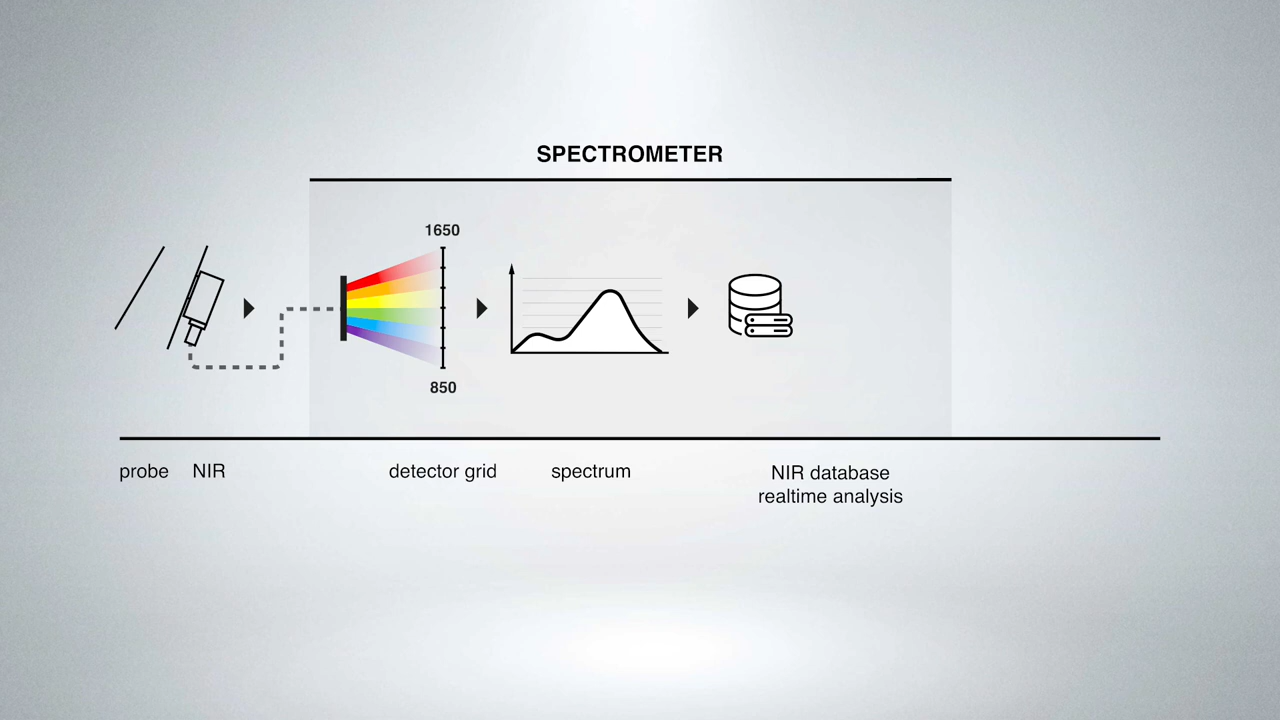 SPECTROMETER
1650
850
probe NIR detector grid spectrum NIR database
realtime analysis